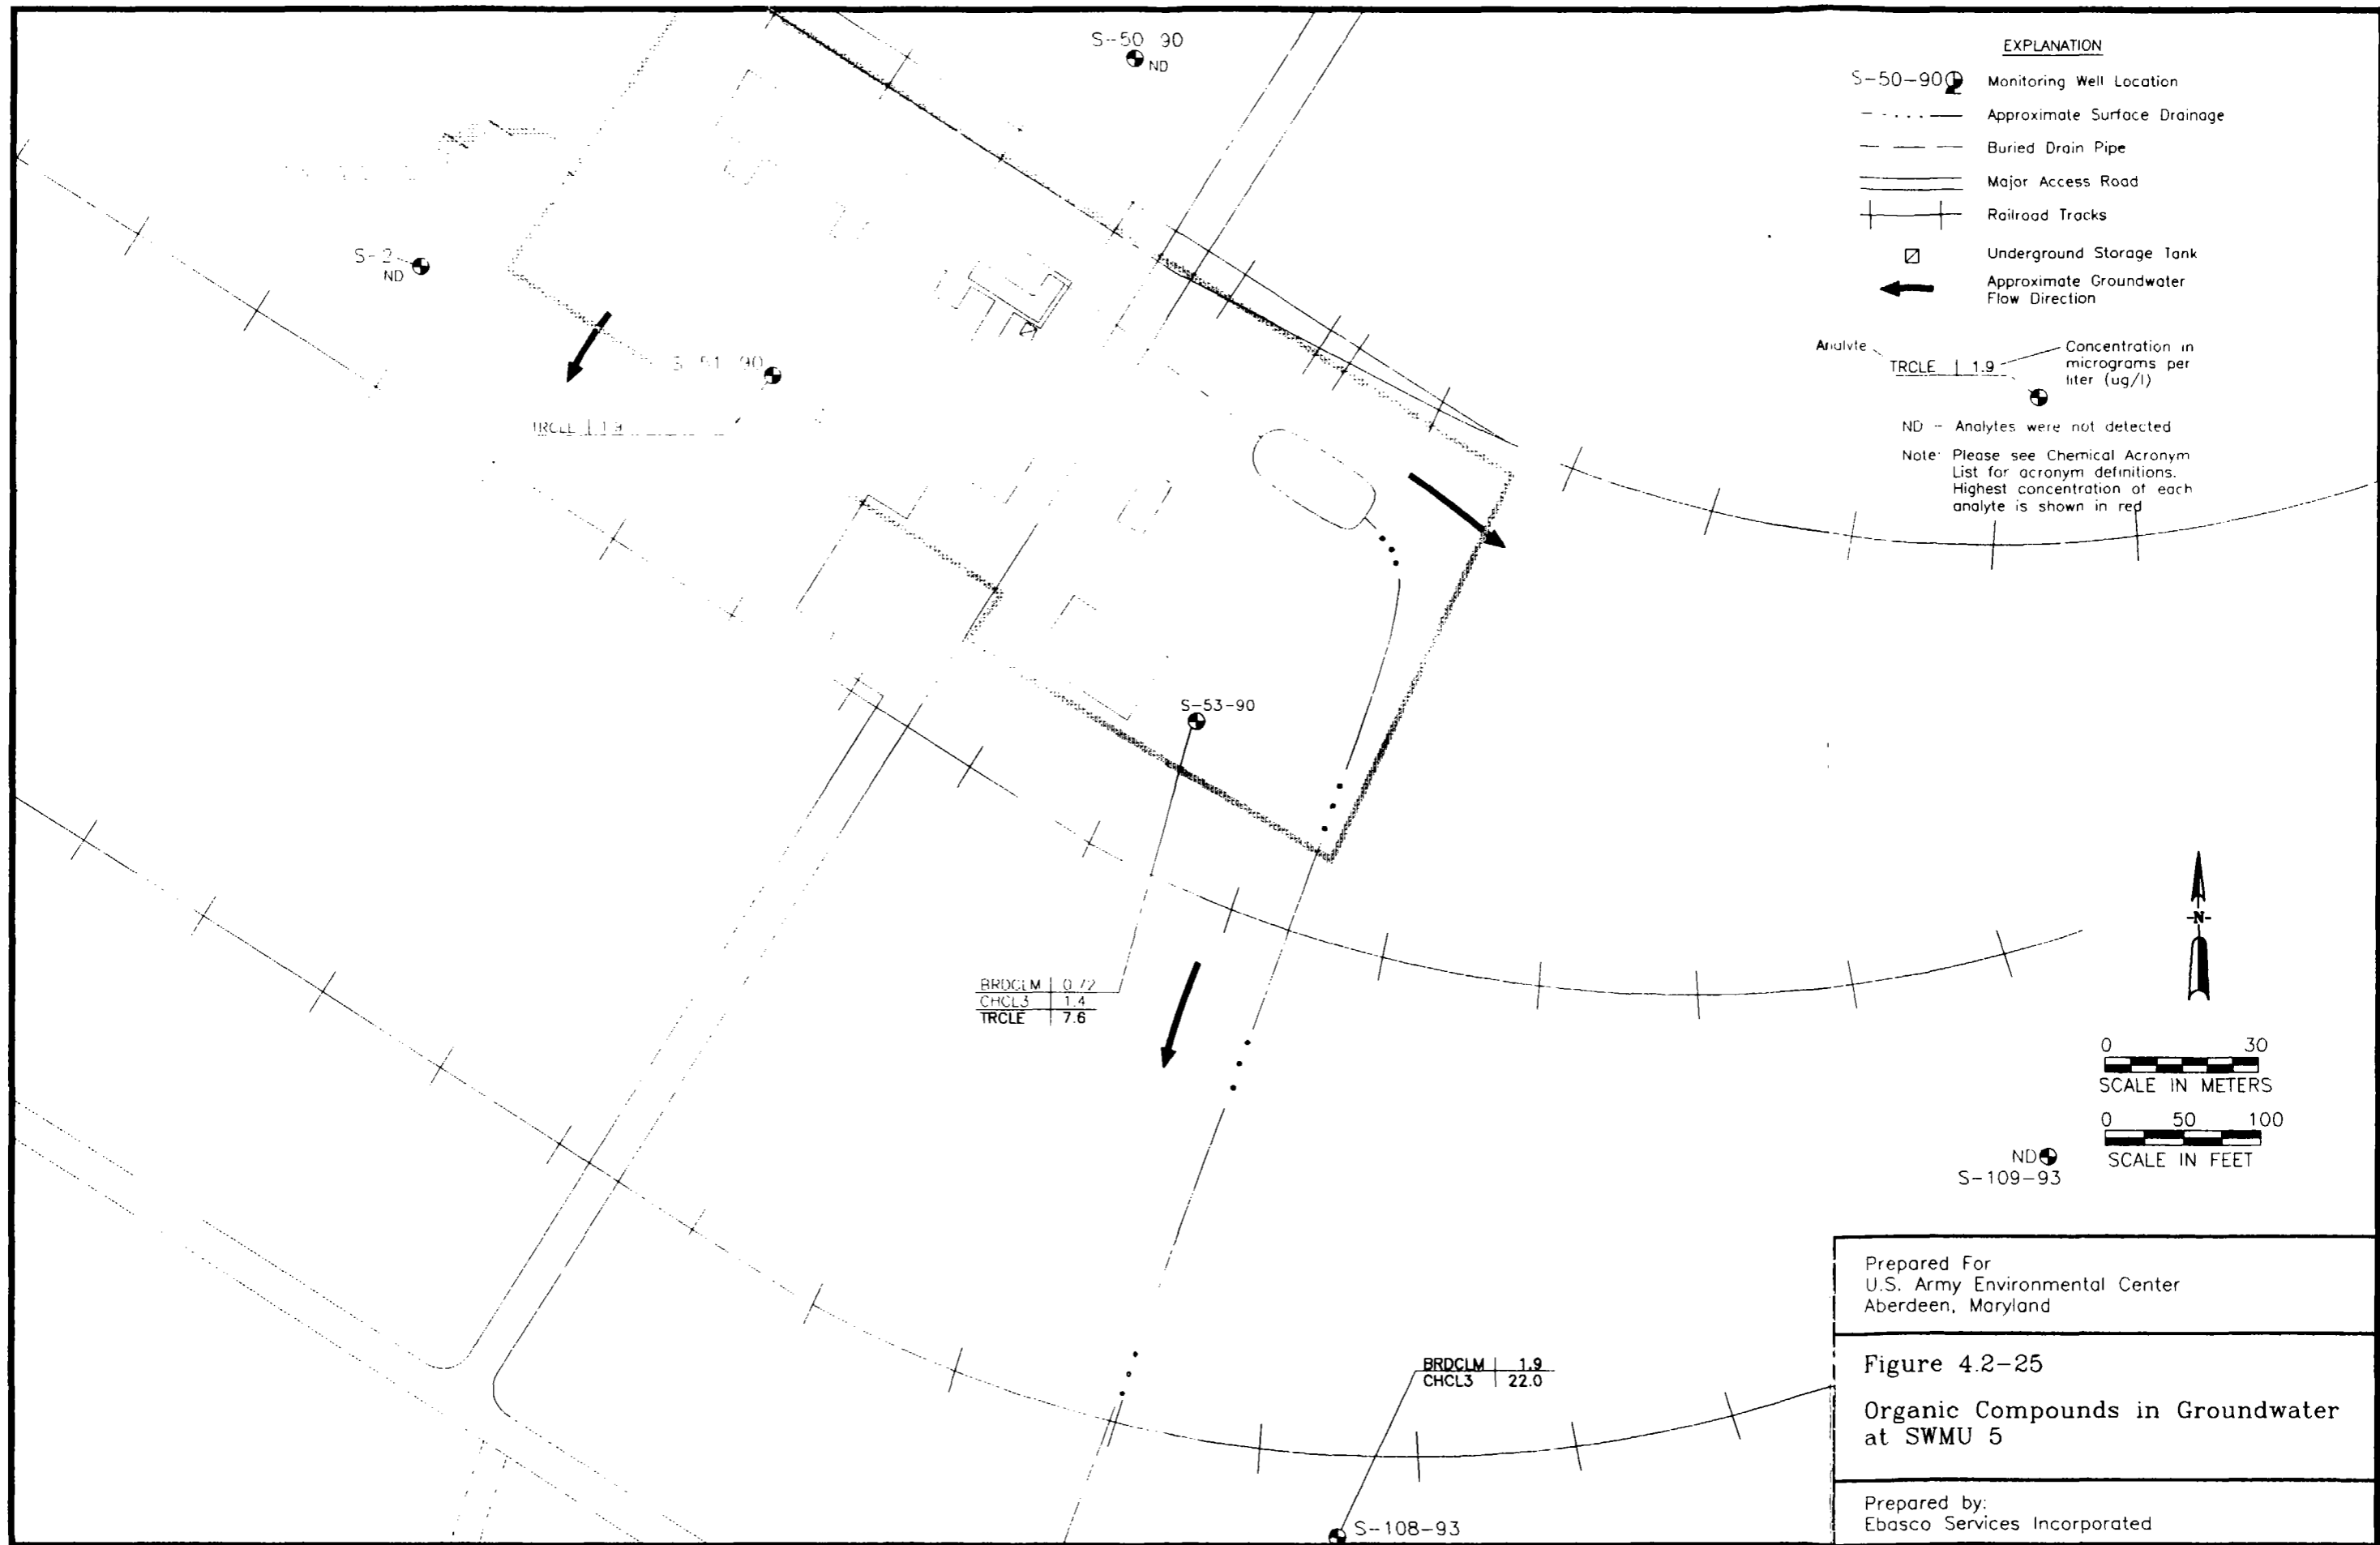 S-50 90
ND
S-2
ND
S-51-90
TRCLE | 1.9
S-53-90
BRDCLM | 0.72
CHCL3 | 1.4
TRCLE | 7.6
BRDCLM | 1.9
CHCL3 | 22.0
S-108-93
EXPLANATION
S-50-90 Monitoring Well Location
Approximate Surface Drainage
Buried Drain Pipe
Major Access Road
Railroad Tracks
Underground Storage Tank
Approximate Groundwater
Flow Direction
Analyte
TRCLE | 1.9
Concentration in
micrograms per
liter (ug/l)
ND - Analytes were not detected
Note: Please see Chemical Acronym
List for acronym definitions.
Highest concentration of each
analyte is shown in red
-N-
0 30
SCALE IN METERS
0 50 100
SCALE IN FEET
ND
S-109-93
Prepared For
U.S. Army Environmental Center
Aberdeen, Maryland
Figure 4.2-25
Organic Compounds in Groundwater
at SWMU 5
Prepared by:
Ebasco Services Incorporated